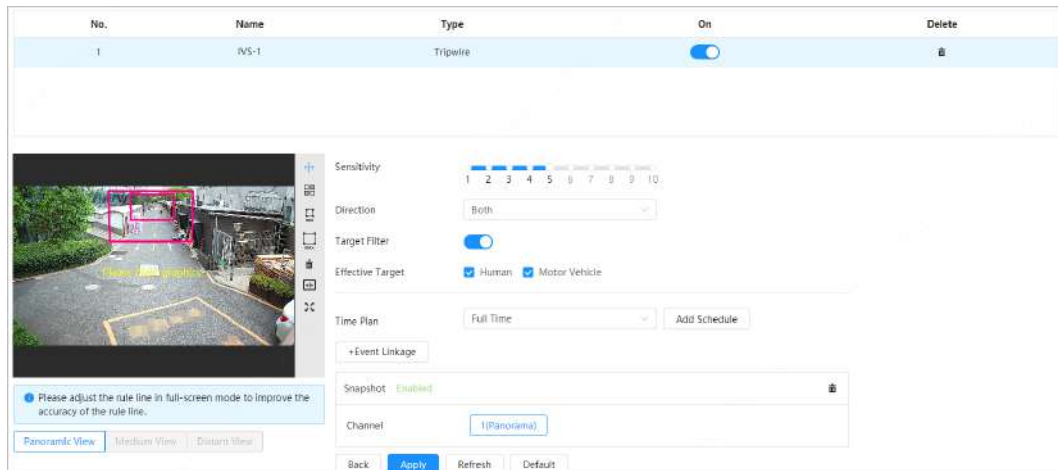 No. Name Type On Delete
1 IVS-1 Tripwire
Sensitivity
1 2 3 4 5 6 7 8 9 10
Direction Both
Target Filter
Please draw graphics
Effective Target Human Motor Vehicle
Time Plan Full Time Add Schedule
+Event Linkage
Please adjust the rule line in full-screen mode to improve the
accuracy of the rule line.
Panoramic View Medium View Distant View
Snapshot Enabled
Channel 1(Panorama)
Back Apply Refresh Default